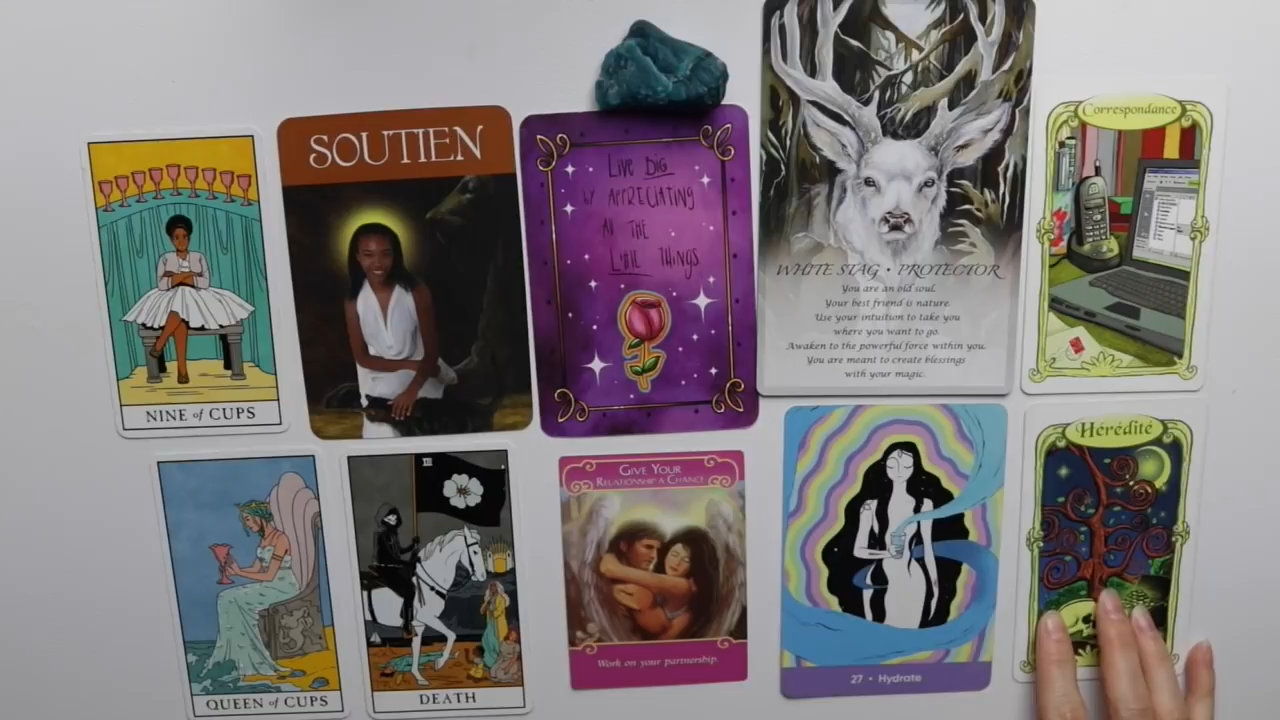 NINE of CUPS
SOUTIEN
Live BIG
by APPRECIATING
All THE
Little THINGS
WHITE STAG • PROTECTOR
You are an old soul.
Your best friend is nature.
Use your intuition to take you
where you want to go.
Awaken to the powerful force within you.
You are meant to create blessings
with your magic.
Correspondance
QUEEN of CUPS
XIII
DEATH
GIVE YOUR
RELATIONSHIP A CHANCE
Work on your partnership.
27 • Hydrate
Hérédité